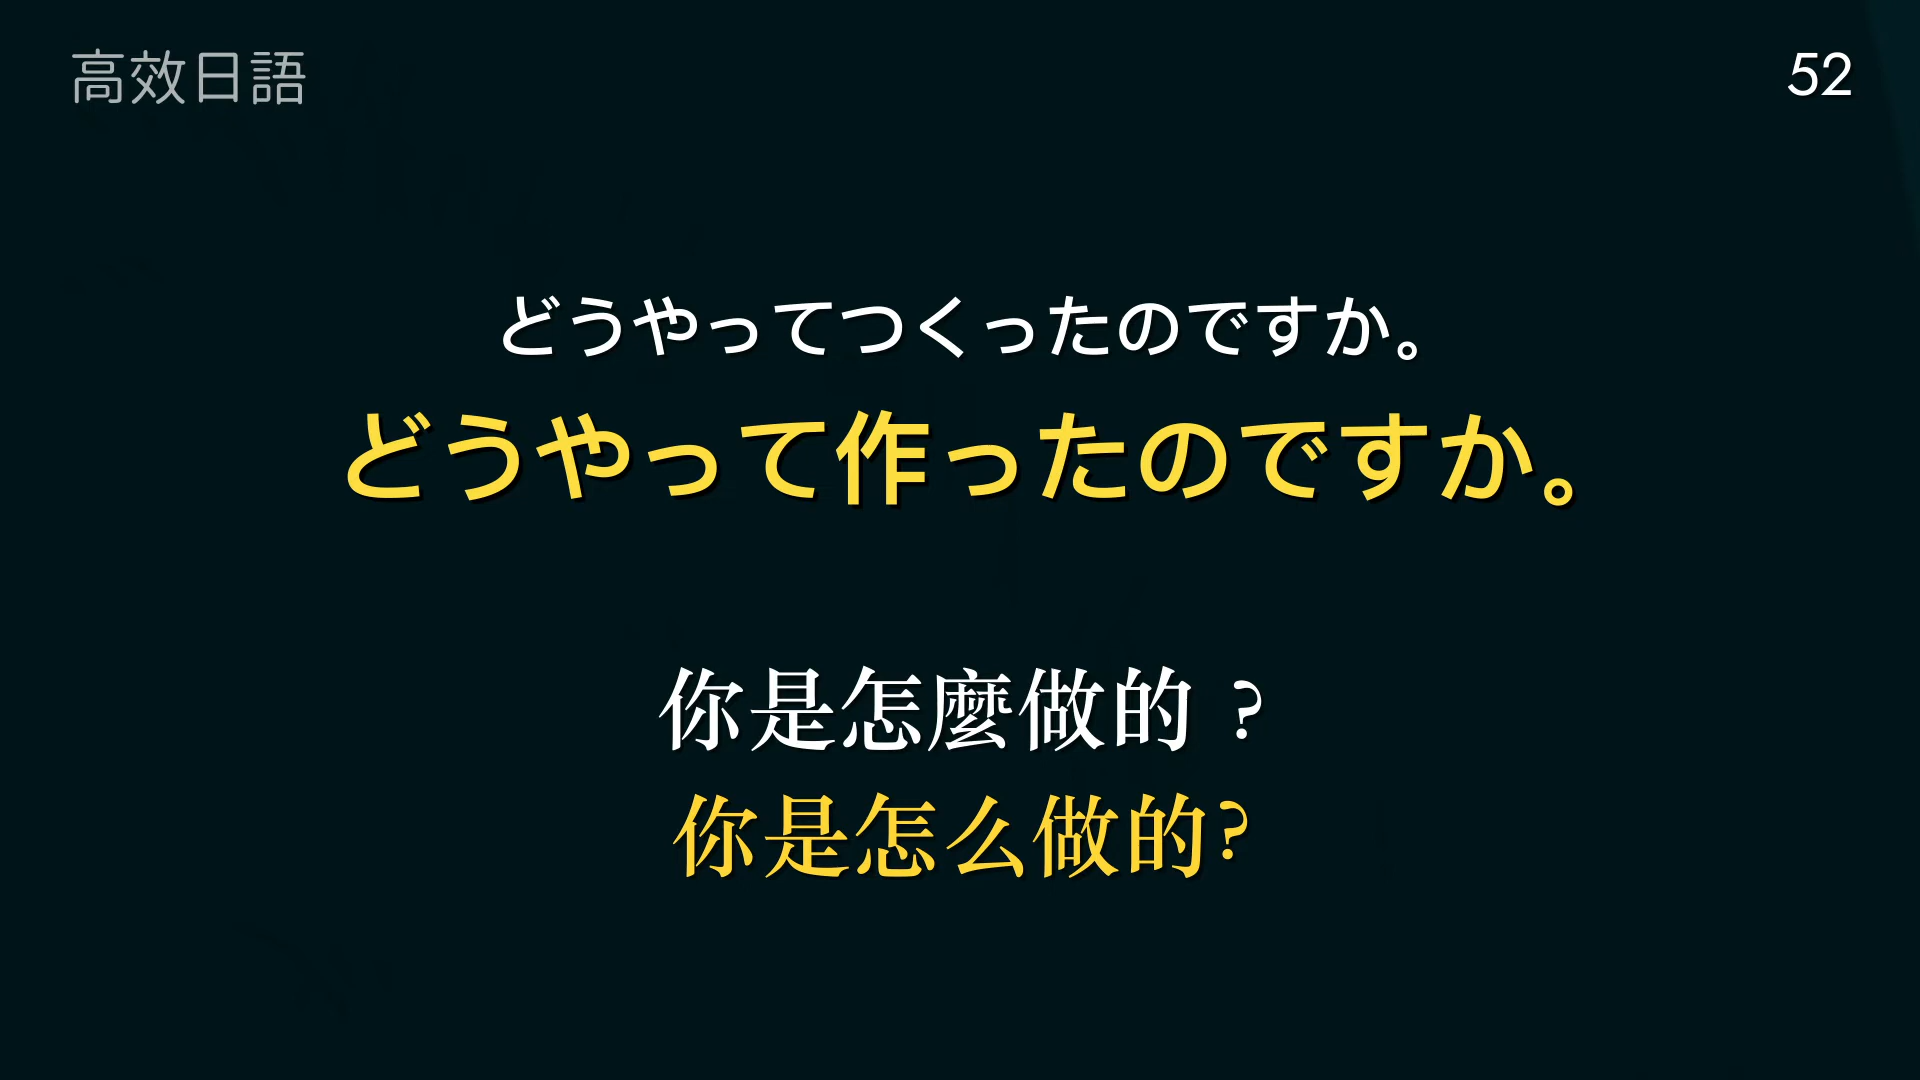 高效日語
52
どうやってつくったのですか。
どうやって作ったのですか。
你是怎麼做的 ?
你是怎么做的?